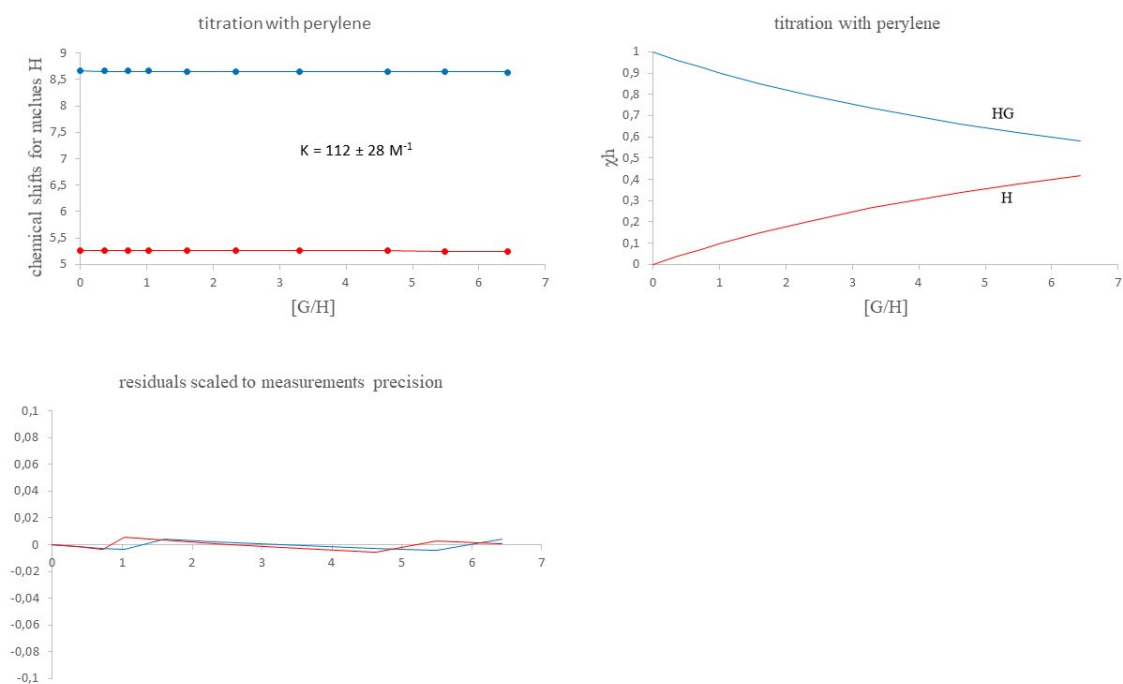 titration with perylene
9
8,5
8
7,5
7
6,5
6
5,5
5
chemical shifts for nuclues H
K = 112 ± 28 M-1
0 1 2 3 4 5 6 7
[G/H]
titration with perylene
1
0,9
0,8
0,7
0,6
0,5
0,4
0,3
0,2
0,1
0
χh
HG
H
0 1 2 3 4 5 6 7
[G/H]
residuals scaled to measurements precision
0,1
0,08
0,06
0,04
0,02
0
-0,02
-0,04
-0,06
-0,08
-0,1
0 1 2 3 4 5 6 7